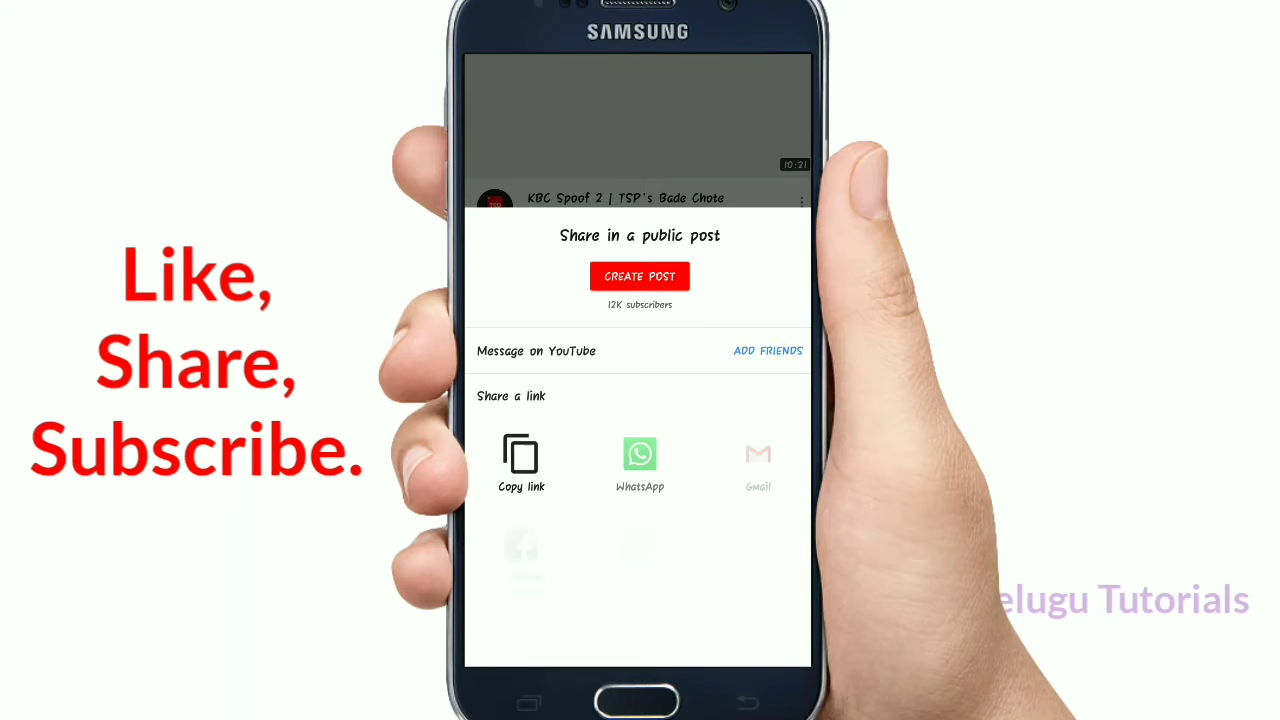 SAMSUNG
10:21
KBC Spoof 2 | TSP's Bade Chote
TSP
Share in a public post
CREATE POST
12K subscribers
Message on YouTube
ADD FRIENDS
Share a link
Copy link
WhatsApp
Gmail
Like,
Share,
Subscribe.
elugu Tutorials